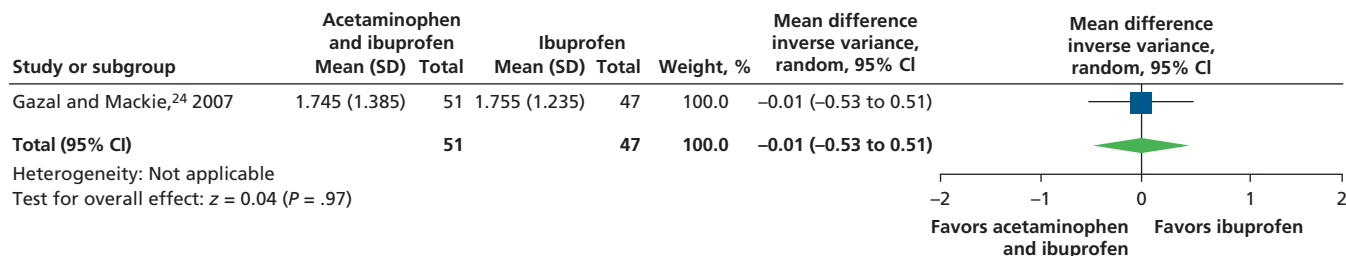 Acetaminophen and ibuprofen
Ibuprofen
Mean difference inverse variance, random, 95% CI
Mean difference inverse variance, random, 95% CI
Study or subgroup Mean (SD) Total Mean (SD) Total Weight, %
Gazal and Mackie,24 2007 1.745 (1.385) 51 1.755 (1.235) 47 100.0 –0.01 (–0.53 to 0.51)
Total (95% CI) 51 47 100.0 –0.01 (–0.53 to 0.51)
Heterogeneity: Not applicable
Test for overall effect: z = 0.04 (P = .97)
–2 –1 0 1 2
Favors acetaminophen and ibuprofen
Favors ibuprofen